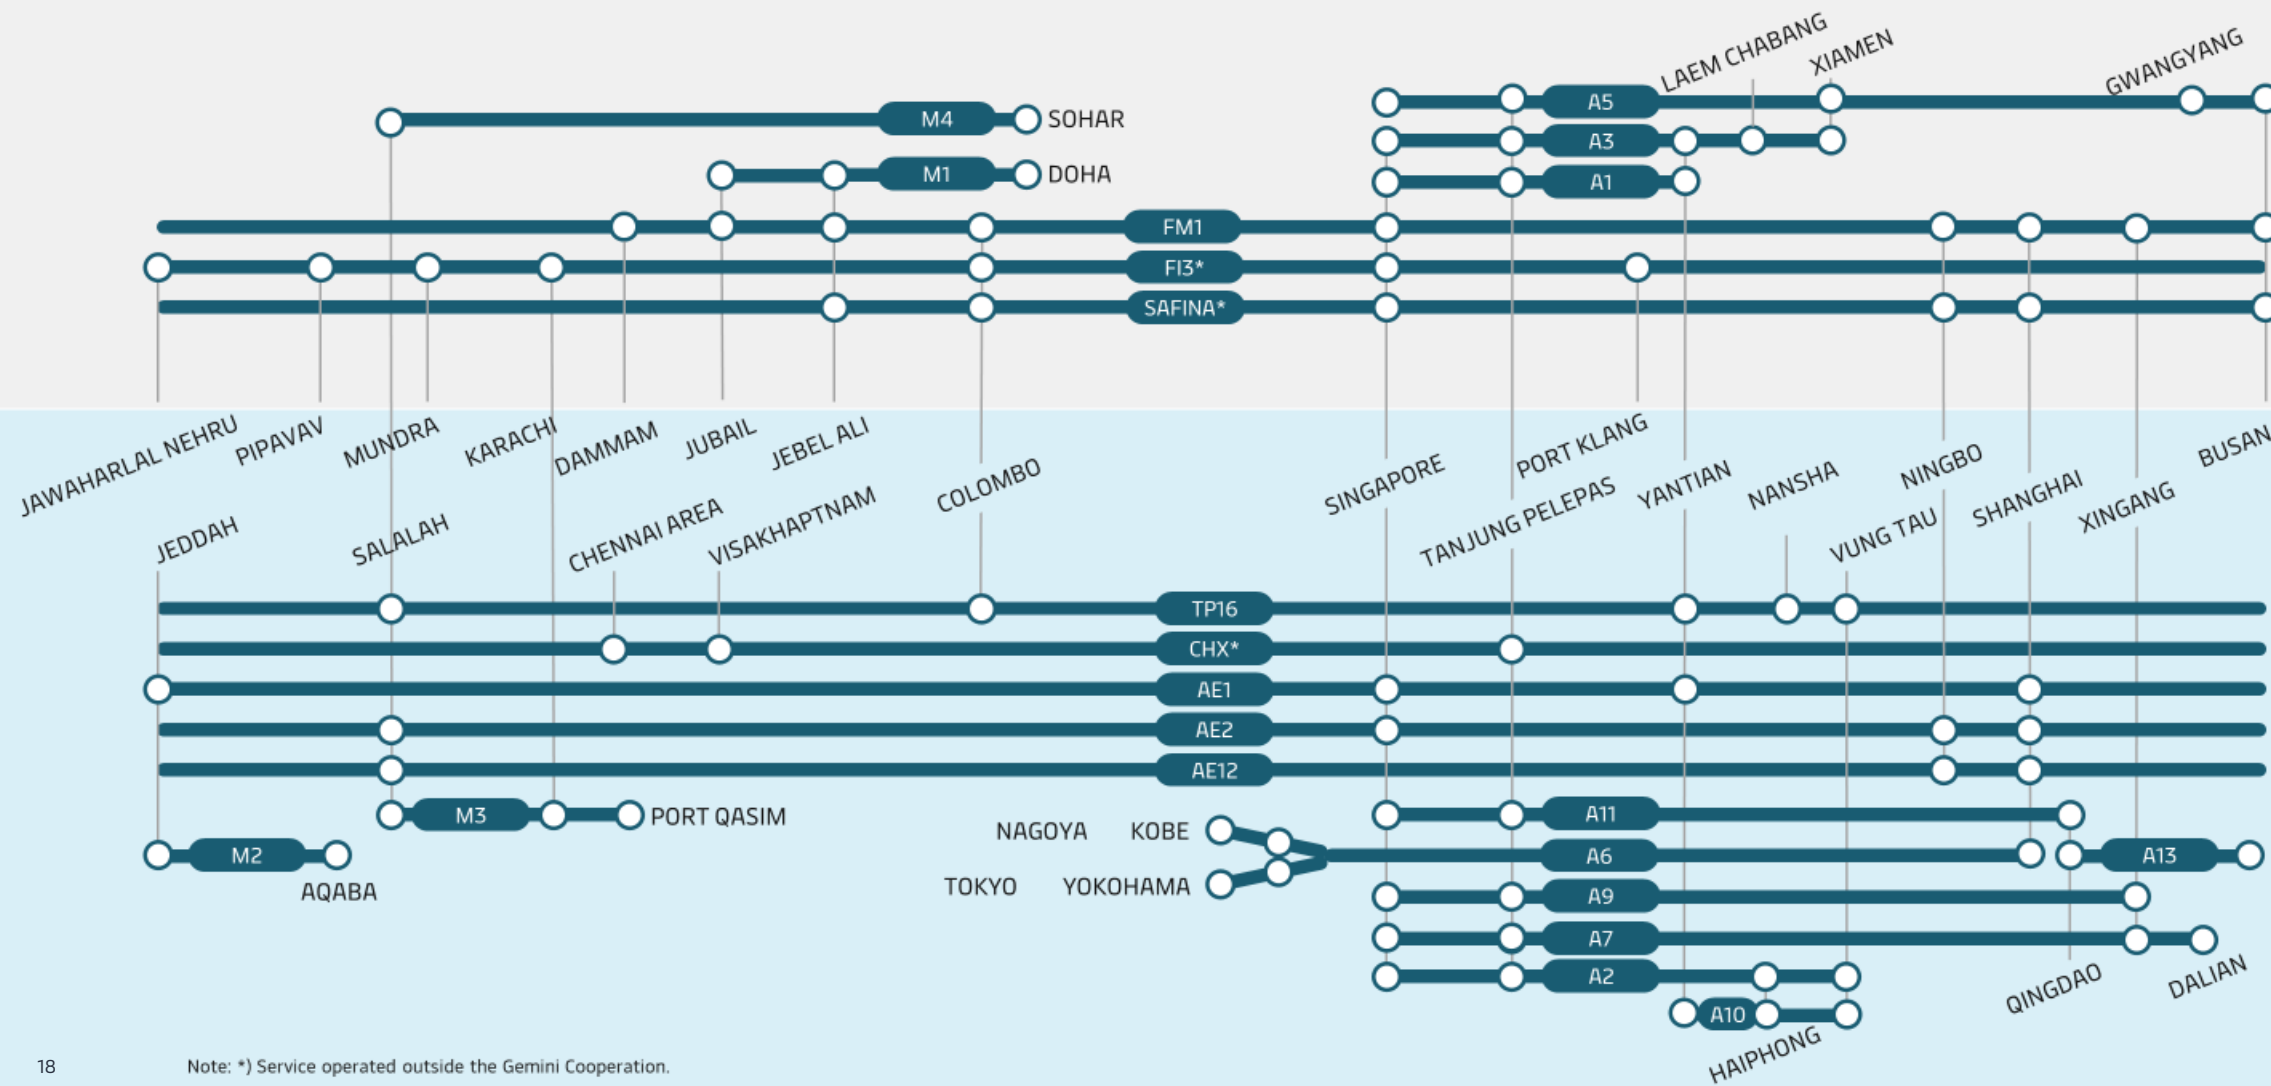 LAEM CHABANG
XIAMEN
GWANGYANG
A5
M4
SOHAR
A3
M1
DOHA
A1
FM1
FI3*
SAFINA*
JAWAHARLAL NEHRU
PIPAVAV
MUNDRA
KARACHI
DAMMAM
JUBAIL
JEBEL ALI
COLOMBO
SINGAPORE
PORT KLANG
TANJUNG PELEPAS
YANTIAN
NANSHA
NINGBO
VUNG TAU
SHANGHAI
XINGANG
BUSAN
JEDDAH
SALALAH
CHENNAI AREA
VISAKHAPTNAM
TP16
CHX*
AE1
AE2
AE12
M3
PORT QASIM
A11
NAGOYA KOBE
M2
A6
A13
AQABA
TOKYO YOKOHAMA
A9
A7
A2
QINGDAO
DALIAN
A10
HAIPHONG
18
Note: *) Service operated outside the Gemini Cooperation.